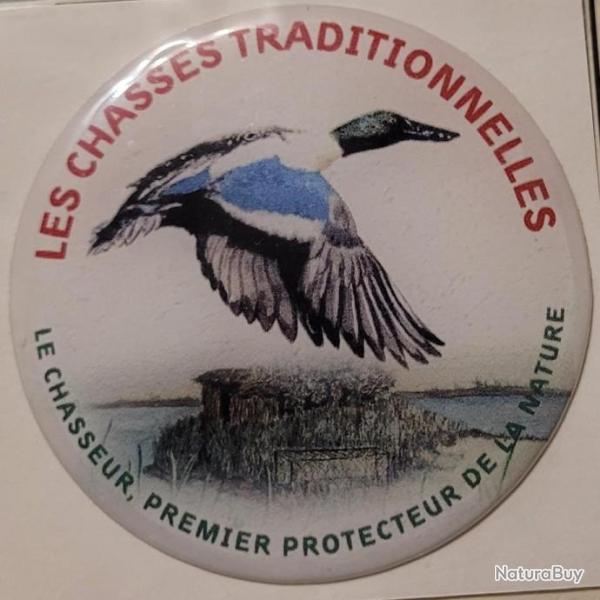 LES CHASSES TRADITIONNELLES
LE CHASSEUR, PREMIER PROTECTEUR DE LA NATURE
NaturaBuy